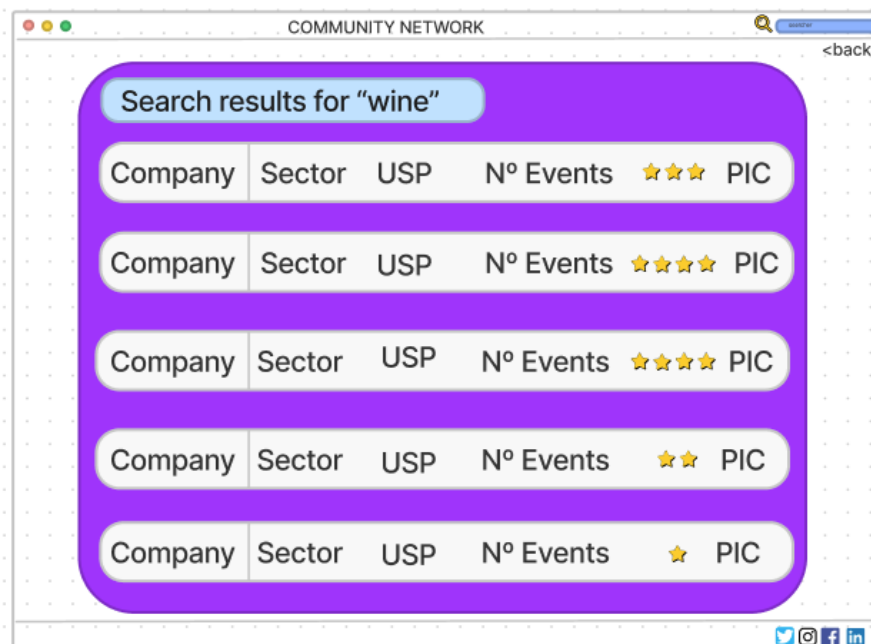 COMMUNITY NETWORK
<back
Search results for “wine”
Company Sector USP Nº Events PIC
Company Sector USP Nº Events PIC
Company Sector USP Nº Events PIC
Company Sector USP Nº Events PIC
Company Sector USP Nº Events PIC